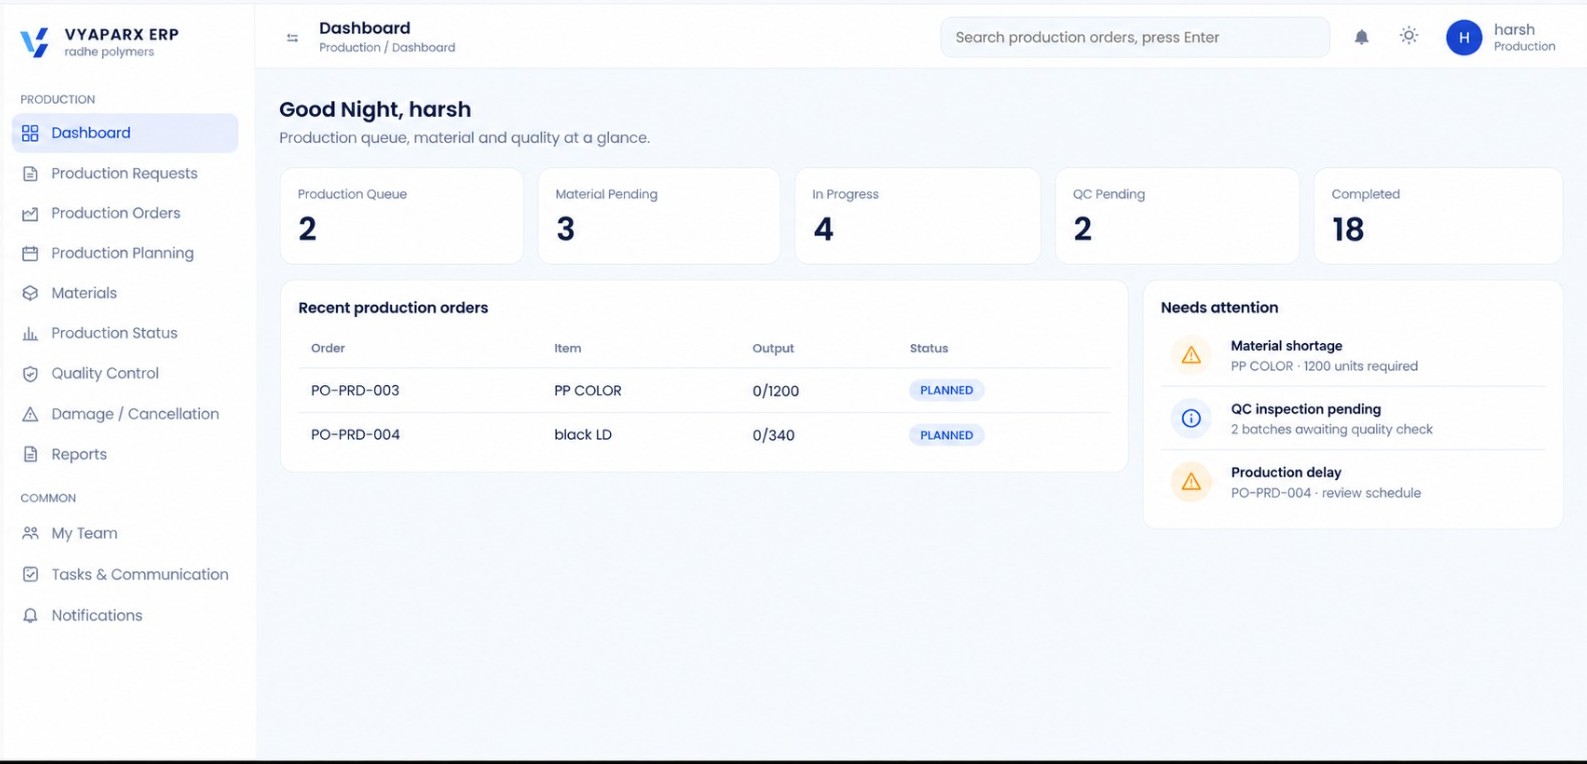 VYAPARX ERP
radhe polymers
PRODUCTION
Dashboard
Production Requests
Production Orders
Production Planning
Materials
Production Status
Quality Control
Damage / Cancellation
Reports
COMMON
My Team
Tasks & Communication
Notifications
Dashboard
Production / Dashboard
Search production orders, press Enter
H
harsh
Production
Good Night, harsh
Production queue, material and quality at a glance.
Production Queue
2
Material Pending
3
In Progress
4
QC Pending
2
Completed
18
Recent production orders
Order Item Output Status
PO-PRD-003 PP COLOR 0/1200 PLANNED
PO-PRD-004 black LD 0/340 PLANNED
Needs attention
Material shortage
PP COLOR · 1200 units required
QC inspection pending
2 batches awaiting quality check
Production delay
PO-PRD-004 · review schedule